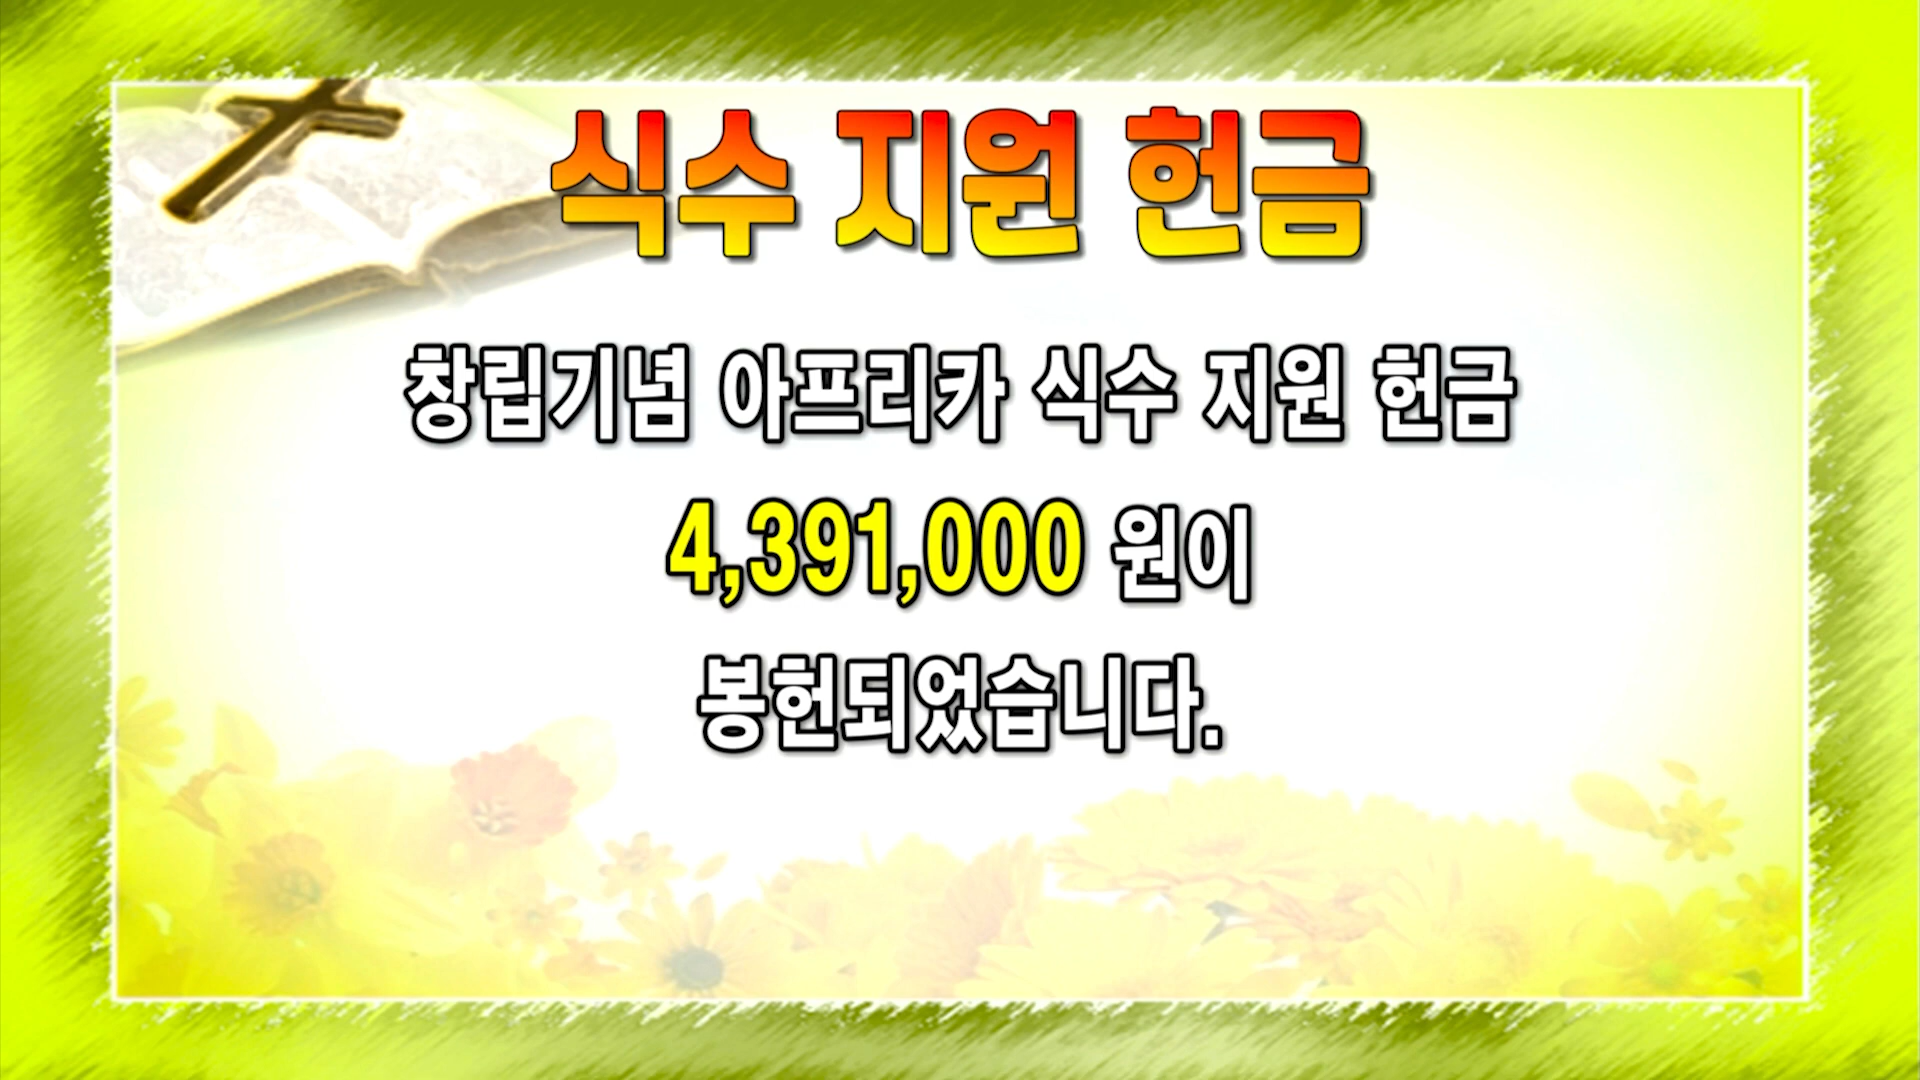 식수 지원 헌금
창립기념 아프리카 식수 지원 헌금
4,391,000 원이
봉헌되었습니다.